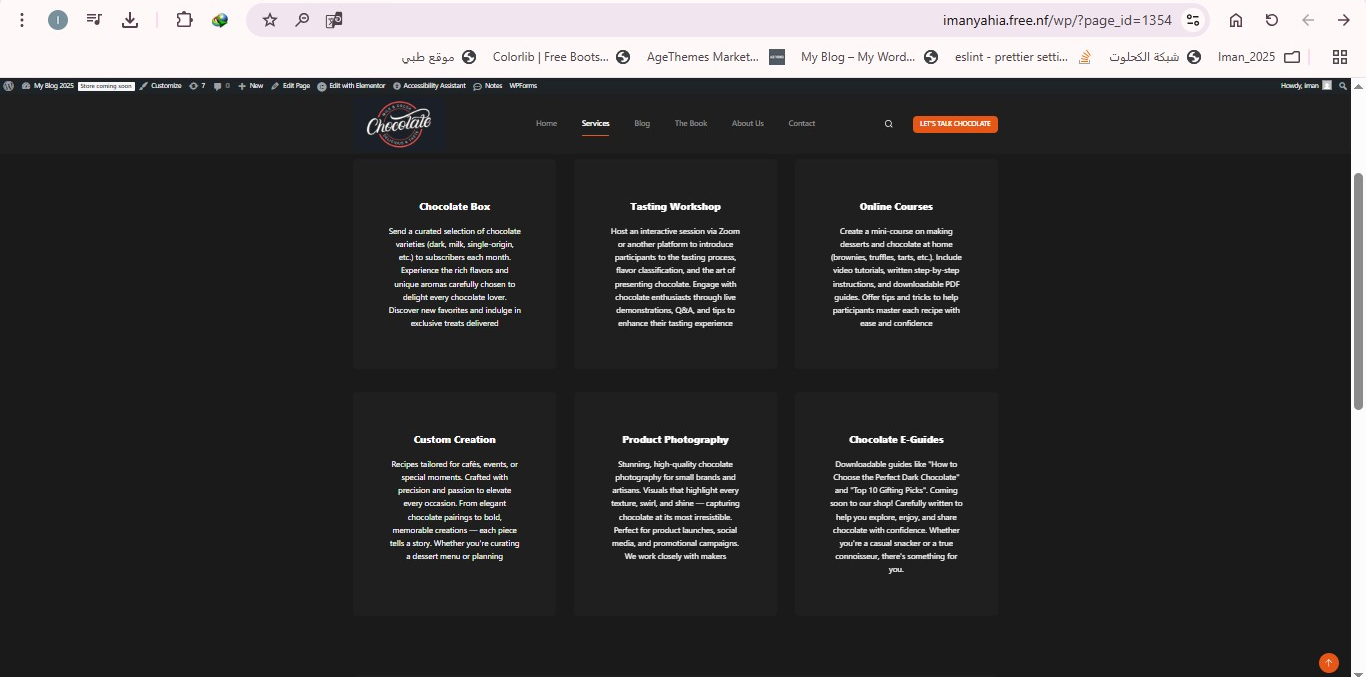 imanyahia.free.nf/wp/?page_id=1354
I
موقع طبي
Colorlib | Free Boots...
AgeThemes Market...
My Blog – My Word...
eslint - prettier setti...
شبكة الكحلوت
Iman_2025
My Blog 2025
Store coming soon
Customize
7
0
New
Edit Page
Edit with Elementor
Accessibility Assistant
Notes
WPForms
Howdy, iman
Chocolate
Home
Services
Blog
The Book
About Us
Contact
LET'S TALK CHOCOLATE
Chocolate Box
Send a curated selection of chocolate
varieties (dark, milk, single-origin,
etc.) to subscribers each month.
Experience the rich flavors and
unique aromas carefully chosen to
delight every chocolate lover.
Discover new favorites and indulge in
exclusive treats delivered
Tasting Workshop
Host an interactive session via Zoom
or another platform to introduce
participants to the tasting process,
flavor classification, and the art of
presenting chocolate. Engage with
chocolate enthusiasts through live
demonstrations, Q&A, and tips to
enhance their tasting experience
Online Courses
Create a mini-course on making
desserts and chocolate at home
(brownies, truffles, tarts, etc.). Include
video tutorials, written step-by-step
instructions, and downloadable PDF
guides. Offer tips and tricks to help
participants master each recipe with
ease and confidence
Custom Creation
Recipes tailored for cafés, events, or
special moments. Crafted with
precision and passion to elevate
every occasion. From elegant
chocolate pairings to bold,
memorable creations — each piece
tells a story. Whether you're curating
a dessert menu or planning
Product Photography
Stunning, high-quality chocolate
photography for small brands and
artisans. Visuals that highlight every
texture, swirl, and shine — capturing
chocolate at its most irresistible.
Perfect for product launches, social
media, and promotional campaigns.
We work closely with makers
Chocolate E-Guides
Downloadable guides like "How to
Choose the Perfect Dark Chocolate"
and "Top 10 Gifting Picks". Coming
soon to our shop! Carefully written to
help you explore, enjoy, and share
chocolate with confidence. Whether
you're a casual snacker or a true
connoisseur, there's something for
you.